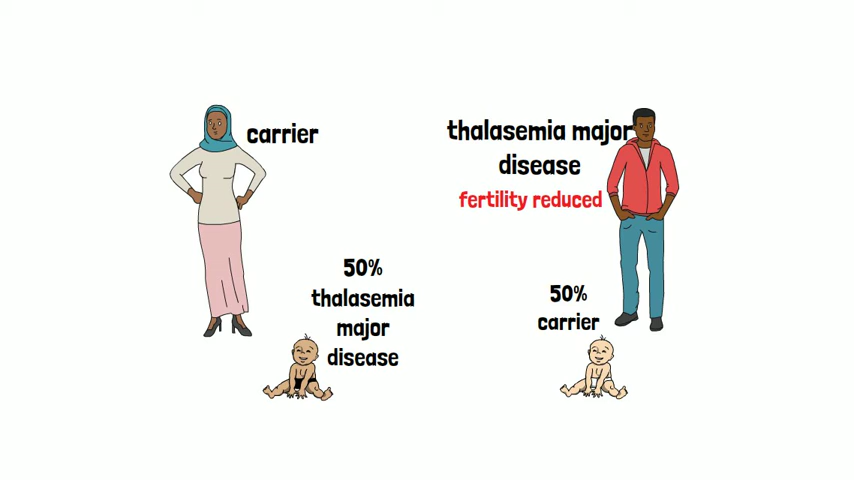 carrier
thalasemia major
disease
fertility reduced
50%
thalasemia
major
disease
50%
carrier